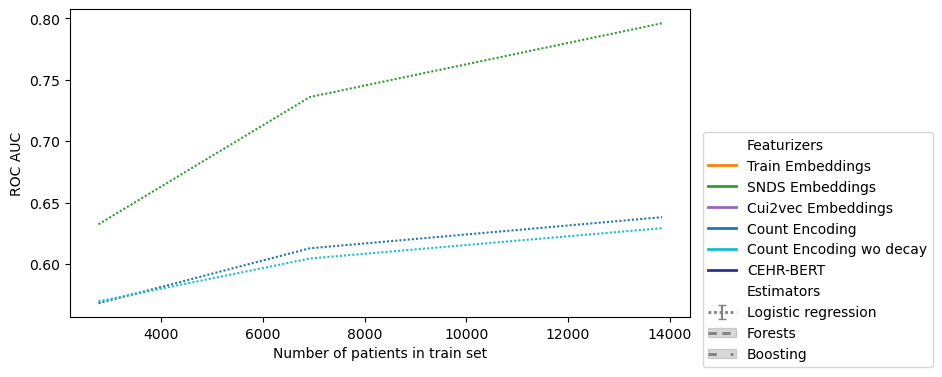 0.80
0.75
0.70
0.65
0.60
ROC AUC
4000 6000 8000 10000 12000 14000
Number of patients in train set
Featurizers
Train Embeddings
SNDS Embeddings
Cui2vec Embeddings
Count Encoding
Count Encoding wo decay
CEHR-BERT
Estimators
Logistic regression
Forests
Boosting